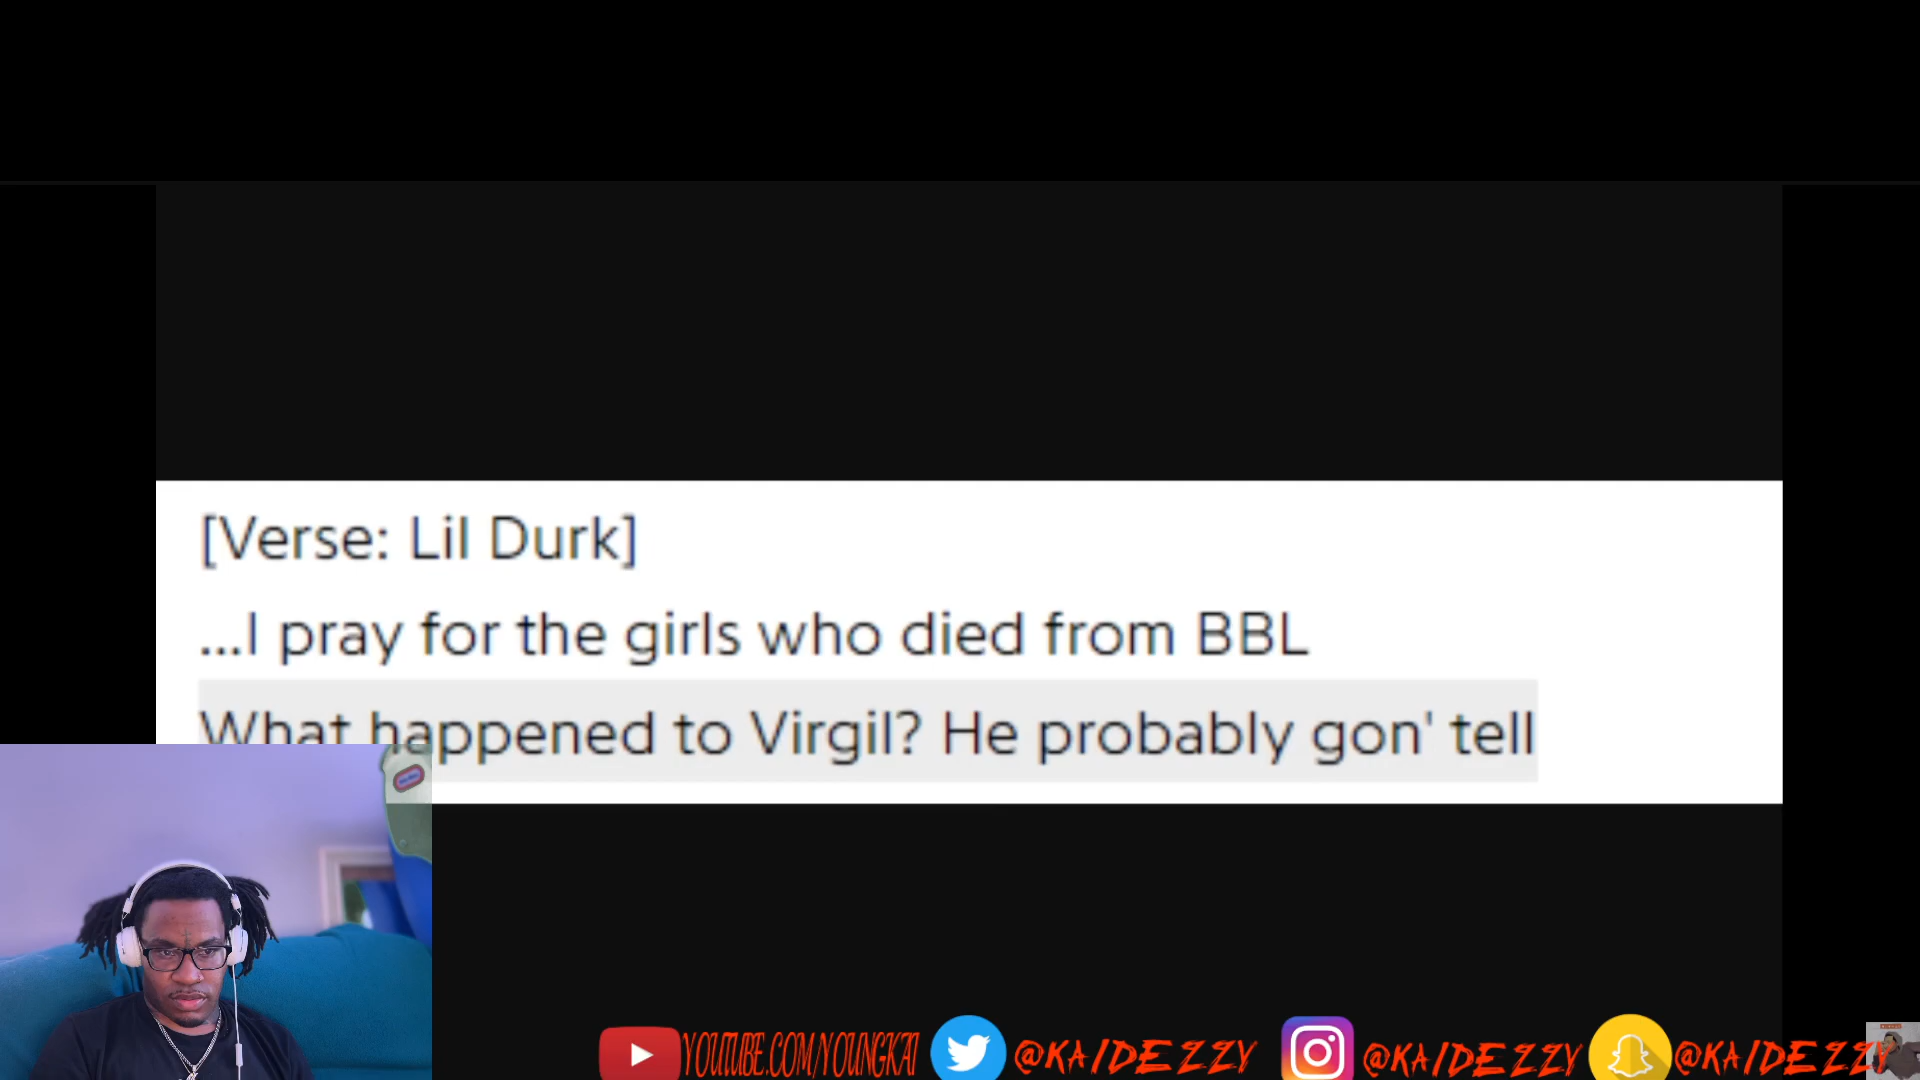 [Verse: Lil Durk]
...I pray for the girls who died from BBL
What happened to Virgil? He probably gon' tell
YOUTUBE.COM/YOUNGKAI
@KAIDEZZY
@KAIDEZZY
@KAIDEZZY